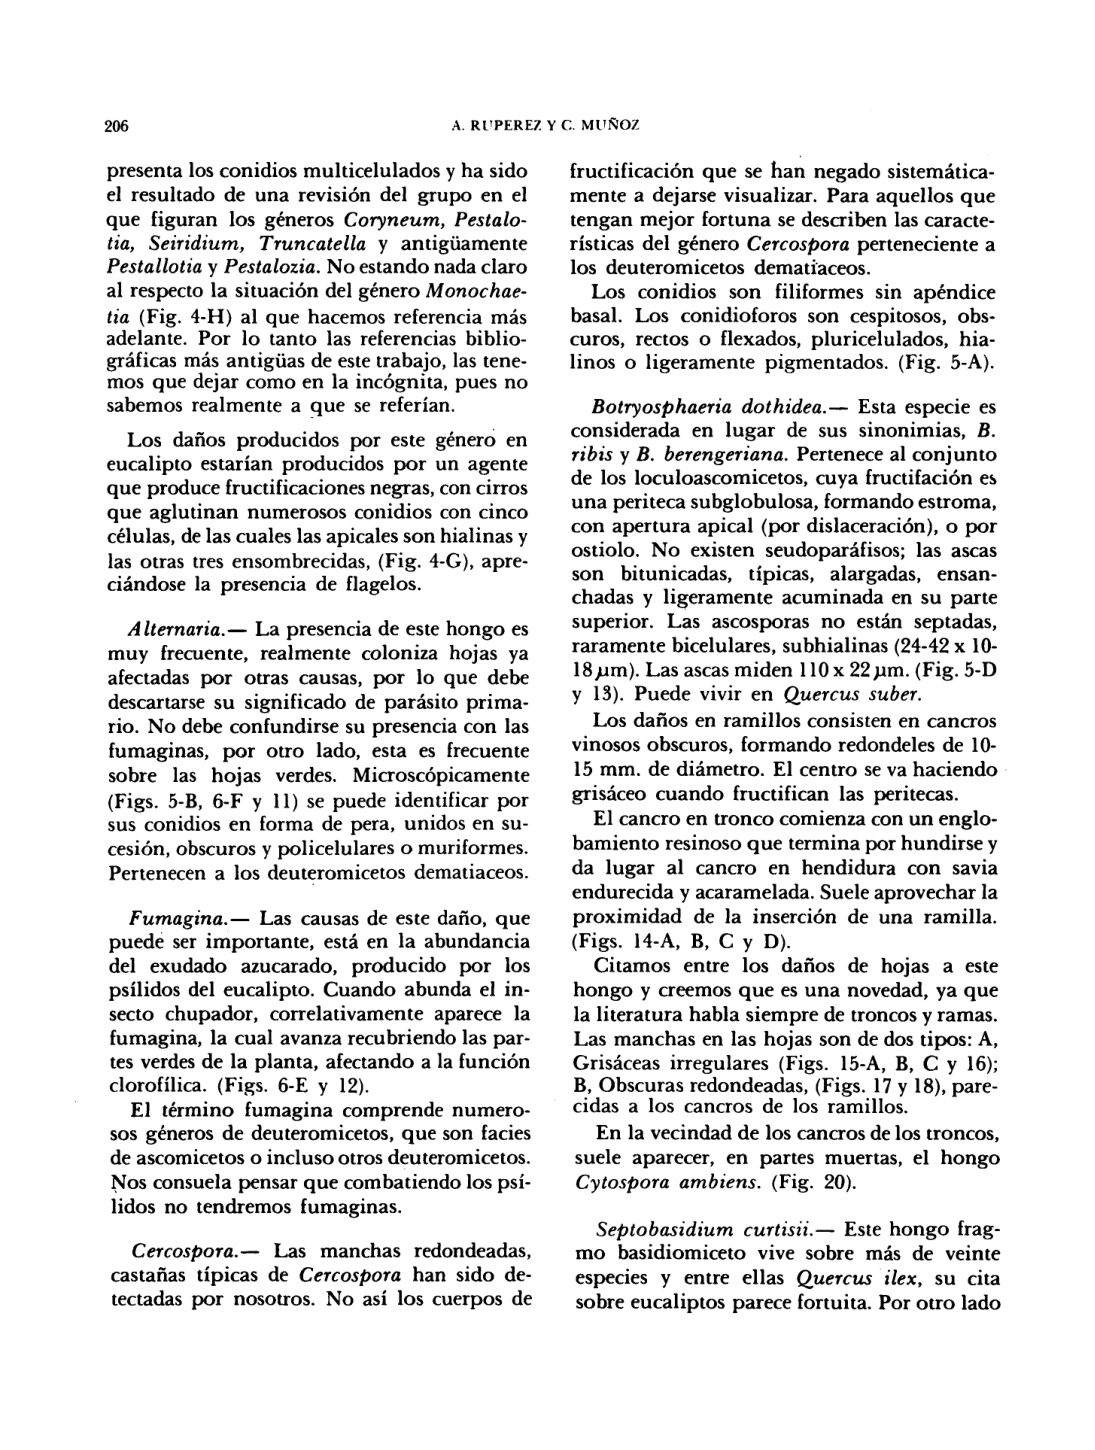 206
A. RUPEREZ Y C. MUÑOZ
presenta los conidios multicelulados y ha sido
el resultado de una revisión del grupo en el
que figuran los géneros Coryneum, Pestalo-
tia, Seiridium, Truncatella y antigüamente
Pestallotia y Pestalozia. No estando nada claro
al respecto la situación del género Monochae-
tia (Fig. 4-H) al que hacemos referencia más
adelante. Por lo tanto las referencias biblio-
gráficas más antigüas de este trabajo, las tene-
mos que dejar como en la incógnita, pues no
sabemos realmente a que se referían.
Los daños producidos por este género en
eucalipto estarían producidos por un agente
que produce fructificaciones negras, con cirros
que aglutinan numerosos conidios con cinco
células, de las cuales las apicales son hialinas y
las otras tres ensombrecidas, (Fig. 4-G), apre-
ciándose la presencia de flagelos.
Alternaria.— La presencia de este hongo es
muy frecuente, realmente coloniza hojas ya
afectadas por otras causas, por lo que debe
descartarse su significado de parásito prima-
rio. No debe confundirse su presencia con las
fumaginas, por otro lado, esta es frecuente
sobre las hojas verdes. Microscópicamente
(Figs. 5-B, 6-F y 11) se puede identificar por
sus conidios en forma de pera, unidos en su-
cesión, obscuros y policelulares o muriformes.
Pertenecen a los deuteromicetos dematiaceos.
Fumagina.— Las causas de este daño, que
puede ser importante, está en la abundancia
del exudado azucarado, producido por los
psílidos del eucalipto. Cuando abunda el in-
secto chupador, correlativamente aparece la
fumagina, la cual avanza recubriendo las par-
tes verdes de la planta, afectando a la función
clorofílica. (Figs. 6-E y 12).
El término fumagina comprende numero-
sos géneros de deuteromicetos, que son facies
de ascomicetos o incluso otros deuteromicetos.
Nos consuela pensar que combatiendo los psí-
lidos no tendremos fumaginas.
Cercospora.— Las manchas redondeadas,
castañas típicas de Cercospora han sido de-
tectadas por nosotros. No así los cuerpos de
fructificación que se han negado sistemática-
mente a dejarse visualizar. Para aquellos que
tengan mejor fortuna se describen las caracte-
rísticas del género Cercospora perteneciente a
los deuteromicetos dematiaceos.
Los conidios son filiformes sin apéndice
basal. Los conidioforos son cespitosos, obs-
curos, rectos o flexados, pluricelulados, hia-
linos o ligeramente pigmentados. (Fig. 5-A).
Botryosphaeria dothidea.— Esta especie es
considerada en lugar de sus sinonimias, B.
ribis y B. berengeriana. Pertenece al conjunto
de los loculoascomicetos, cuya fructifación es
una periteca subglobulosa, formando estroma,
con apertura apical (por dislaceración), o por
ostiolo. No existen seudoparáfisos; las ascas
son bitunicadas, típicas, alargadas, ensan-
chadas y ligeramente acuminada en su parte
superior. Las ascosporas no están septadas,
raramente bicelulares, subhialinas (24-42 x 10-
18 µm). Las ascas miden 110 x 22 µm. (Fig. 5-D
y 13). Puede vivir en Quercus suber.
Los daños en ramillos consisten en cancros
vinosos obscuros, formando redondeles de 10-
15 mm. de diámetro. El centro se va haciendo
grisáceo cuando fructifican las peritecas.
El cancro en tronco comienza con un englo-
bamiento resinoso que termina por hundirse y
da lugar al cancro en hendidura con savia
endurecida y acaramelada. Suele aprovechar la
proximidad de la inserción de una ramilla.
(Figs. 14-A, B, C y D).
Citamos entre los daños de hojas a este
hongo y creemos que es una novedad, ya que
la literatura habla siempre de troncos y ramas.
Las manchas en las hojas son de dos tipos: A,
Grisáceas irregulares (Figs. 15-A, B, C y 16);
B, Obscuras redondeadas, (Figs. 17 y 18), pare-
cidas a los cancros de los ramillos.
En la vecindad de los cancros de los troncos,
suele aparecer, en partes muertas, el hongo
Cytospora ambiens. (Fig. 20).
Septobasidium curtisii.— Este hongo frag-
mo basidiomiceto vive sobre más de veinte
especies y entre ellas Quercus ilex, su cita
sobre eucaliptos parece fortuita. Por otro lado